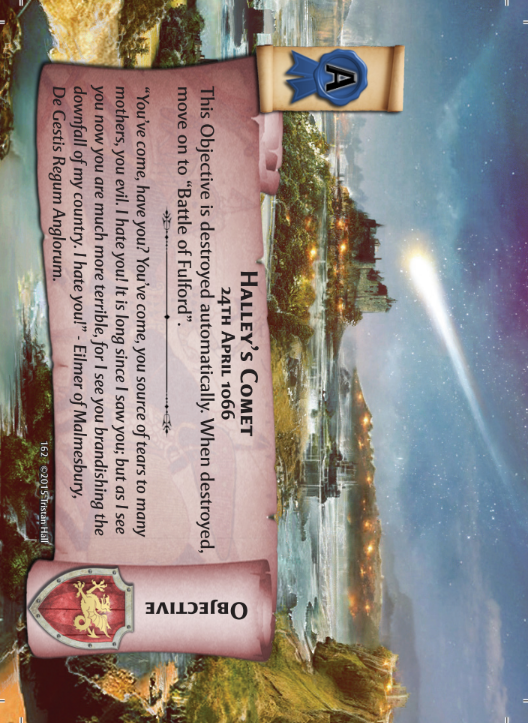 A
HALLEY'S COMET
24TH APRIL 1066
This Objective is destroyed automatically. When destroyed,
move on to "Battle of Fulford".
"You've come, have you? You've come, you source of tears to many
mothers, you evil. I hate you! It is long since I saw you; but as I see
you now you are much more terrible, for I see you brandishing the
downfall of my country. I hate you!" - Eilmer of Malmesbury,
De Gestis Regum Anglorum.
OBJECTIVE
162 ©2015 Tristan Hall